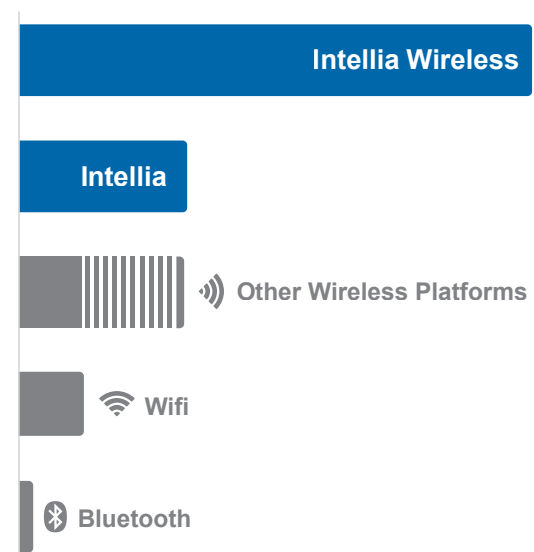 Intellia Wireless
Intellia
Other Wireless Platforms
Wifi
Bluetooth